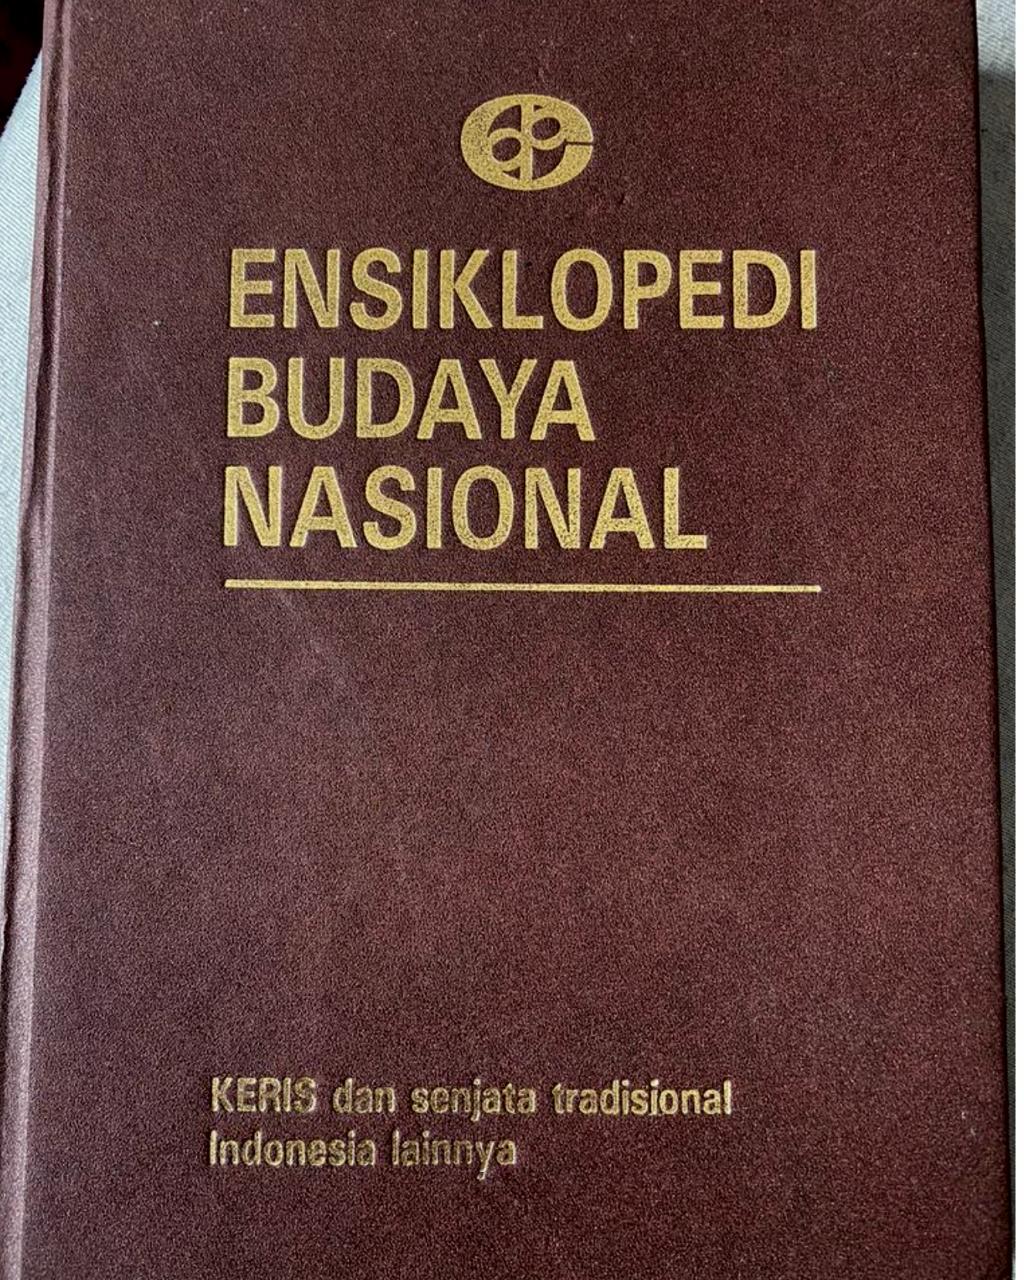 ENSIKLOPEDI
BUDAYA
NASIONAL
KERIS dan senjata tradisional
Indonesia lainnya